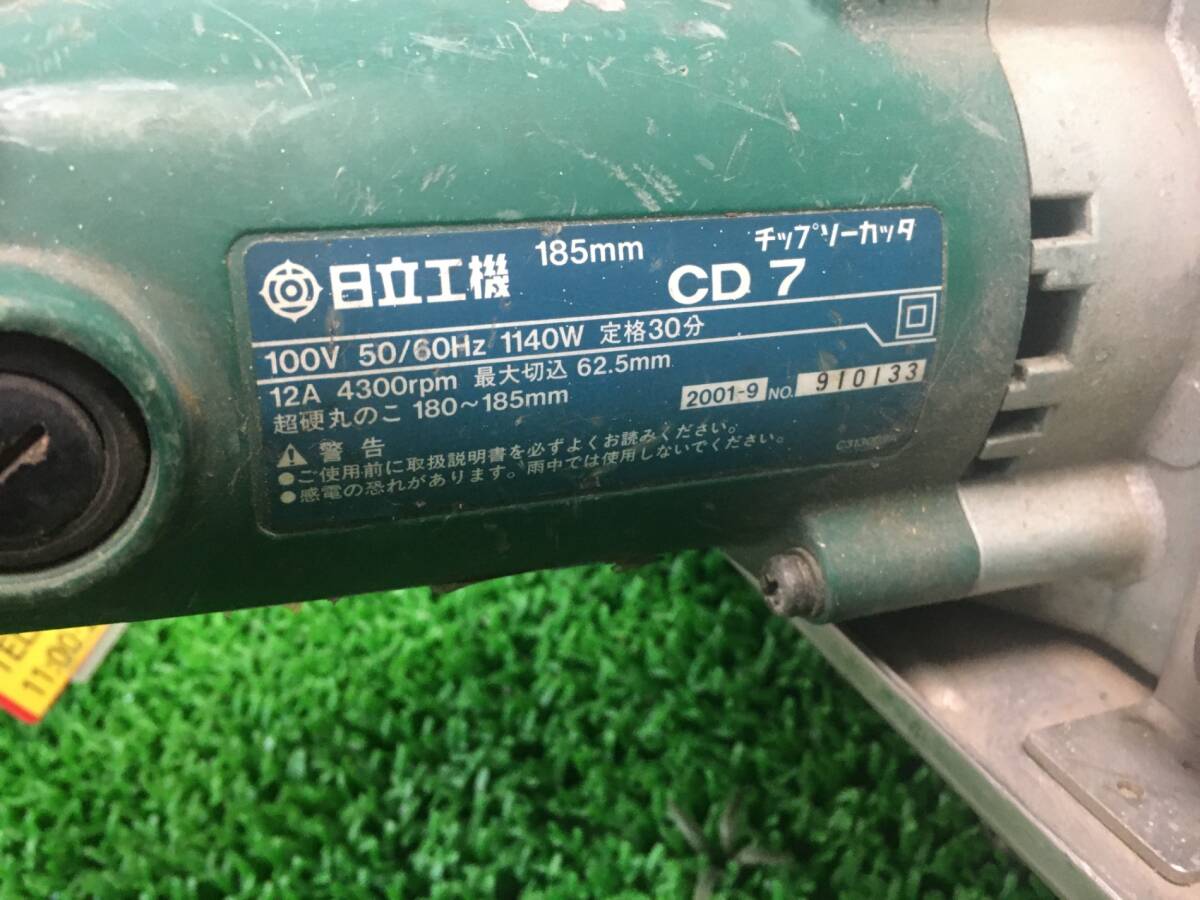 日立工機 185mm チップソーカッタ
CD 7
100V 50/60Hz 1140W 定格30分
12A 4300rpm 最大切込 62.5mm
超硬丸のこ 180～185mm
2001-9 NO. 910133
警告
●ご使用前に取扱説明書を必ずよくお読みください。
●感電の恐れがあります。雨中では使用しないでください。
11:00